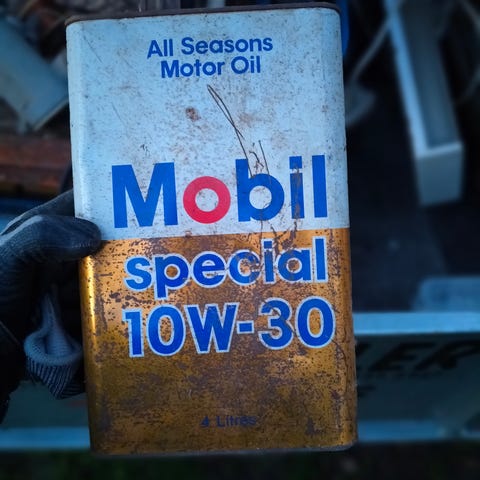 All Seasons
Motor Oil
Mobil
special
10W-30
4 Litres